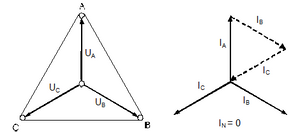 A
U_A
U_C
U_B
C
B
I_B
I_A
I_C
I_C
I_B
I_N = 0